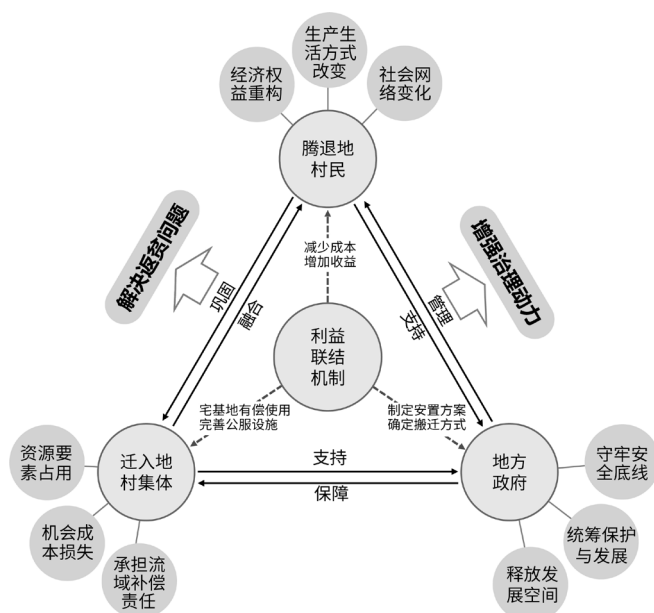 生产生
活方式
改变
经济权
益重构
社会网
络变化
腾退地
村民
解决返贫问题
增强治理动力
减少成本
增加收益
巩固
融合
管理
支持
利益
联结
机制
宅基地有偿使用
完善公服设施
制定安置方案
确定搬迁方式
资源要
素占用
迁入地
村集体
支持
保障
地方
政府
守牢安
全底线
机会成
本损失
统筹保护
与发展
承担流
域补偿
责任
释放发
展空间